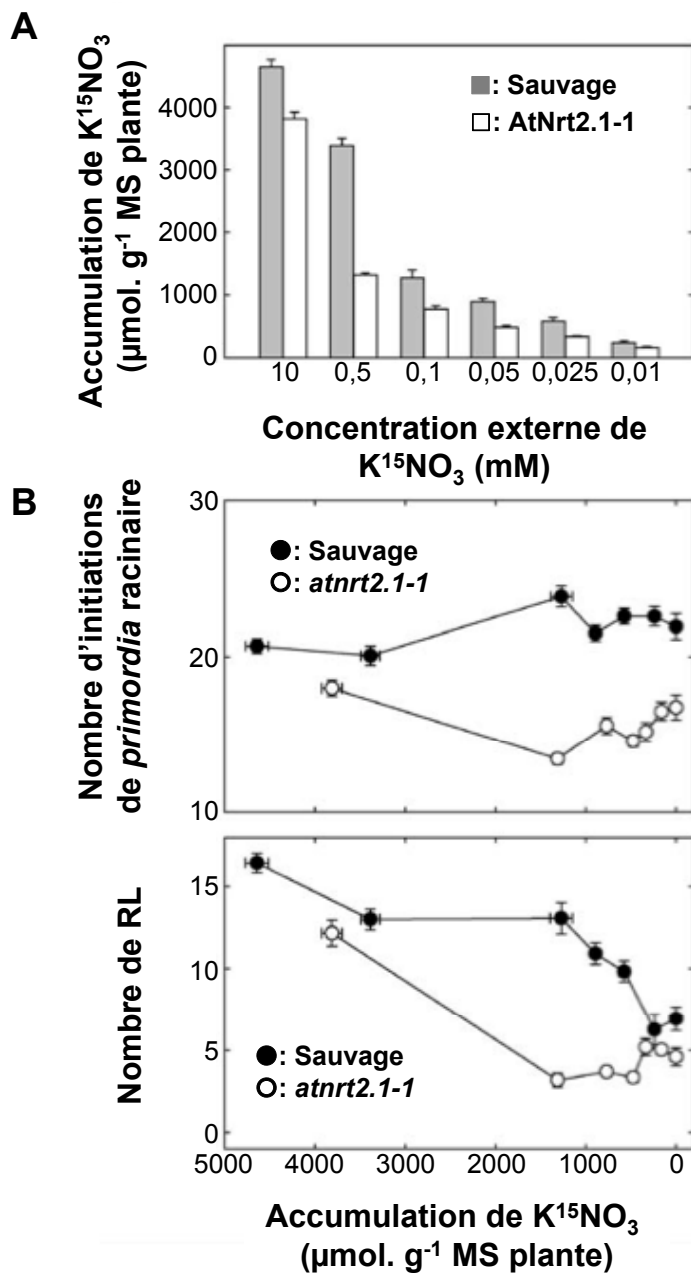 A
Accumulation de K¹⁵NO₃
(µmol. g⁻¹ MS plante)
4000
3000
2000
1000
0
: Sauvage
: AtNrt2.1-1
10 0,5 0,1 0,05 0,025 0,01
Concentration externe de
K¹⁵NO₃ (mM)
B
Nombre d'initiations
de primordia racinaire
30
20
10
: Sauvage
: atnrt2.1-1
Nombre de RL
15
10
5
0
: Sauvage
: atnrt2.1-1
5000 4000 3000 2000 1000 0
Accumulation de K¹⁵NO₃
(µmol. g⁻¹ MS plante)